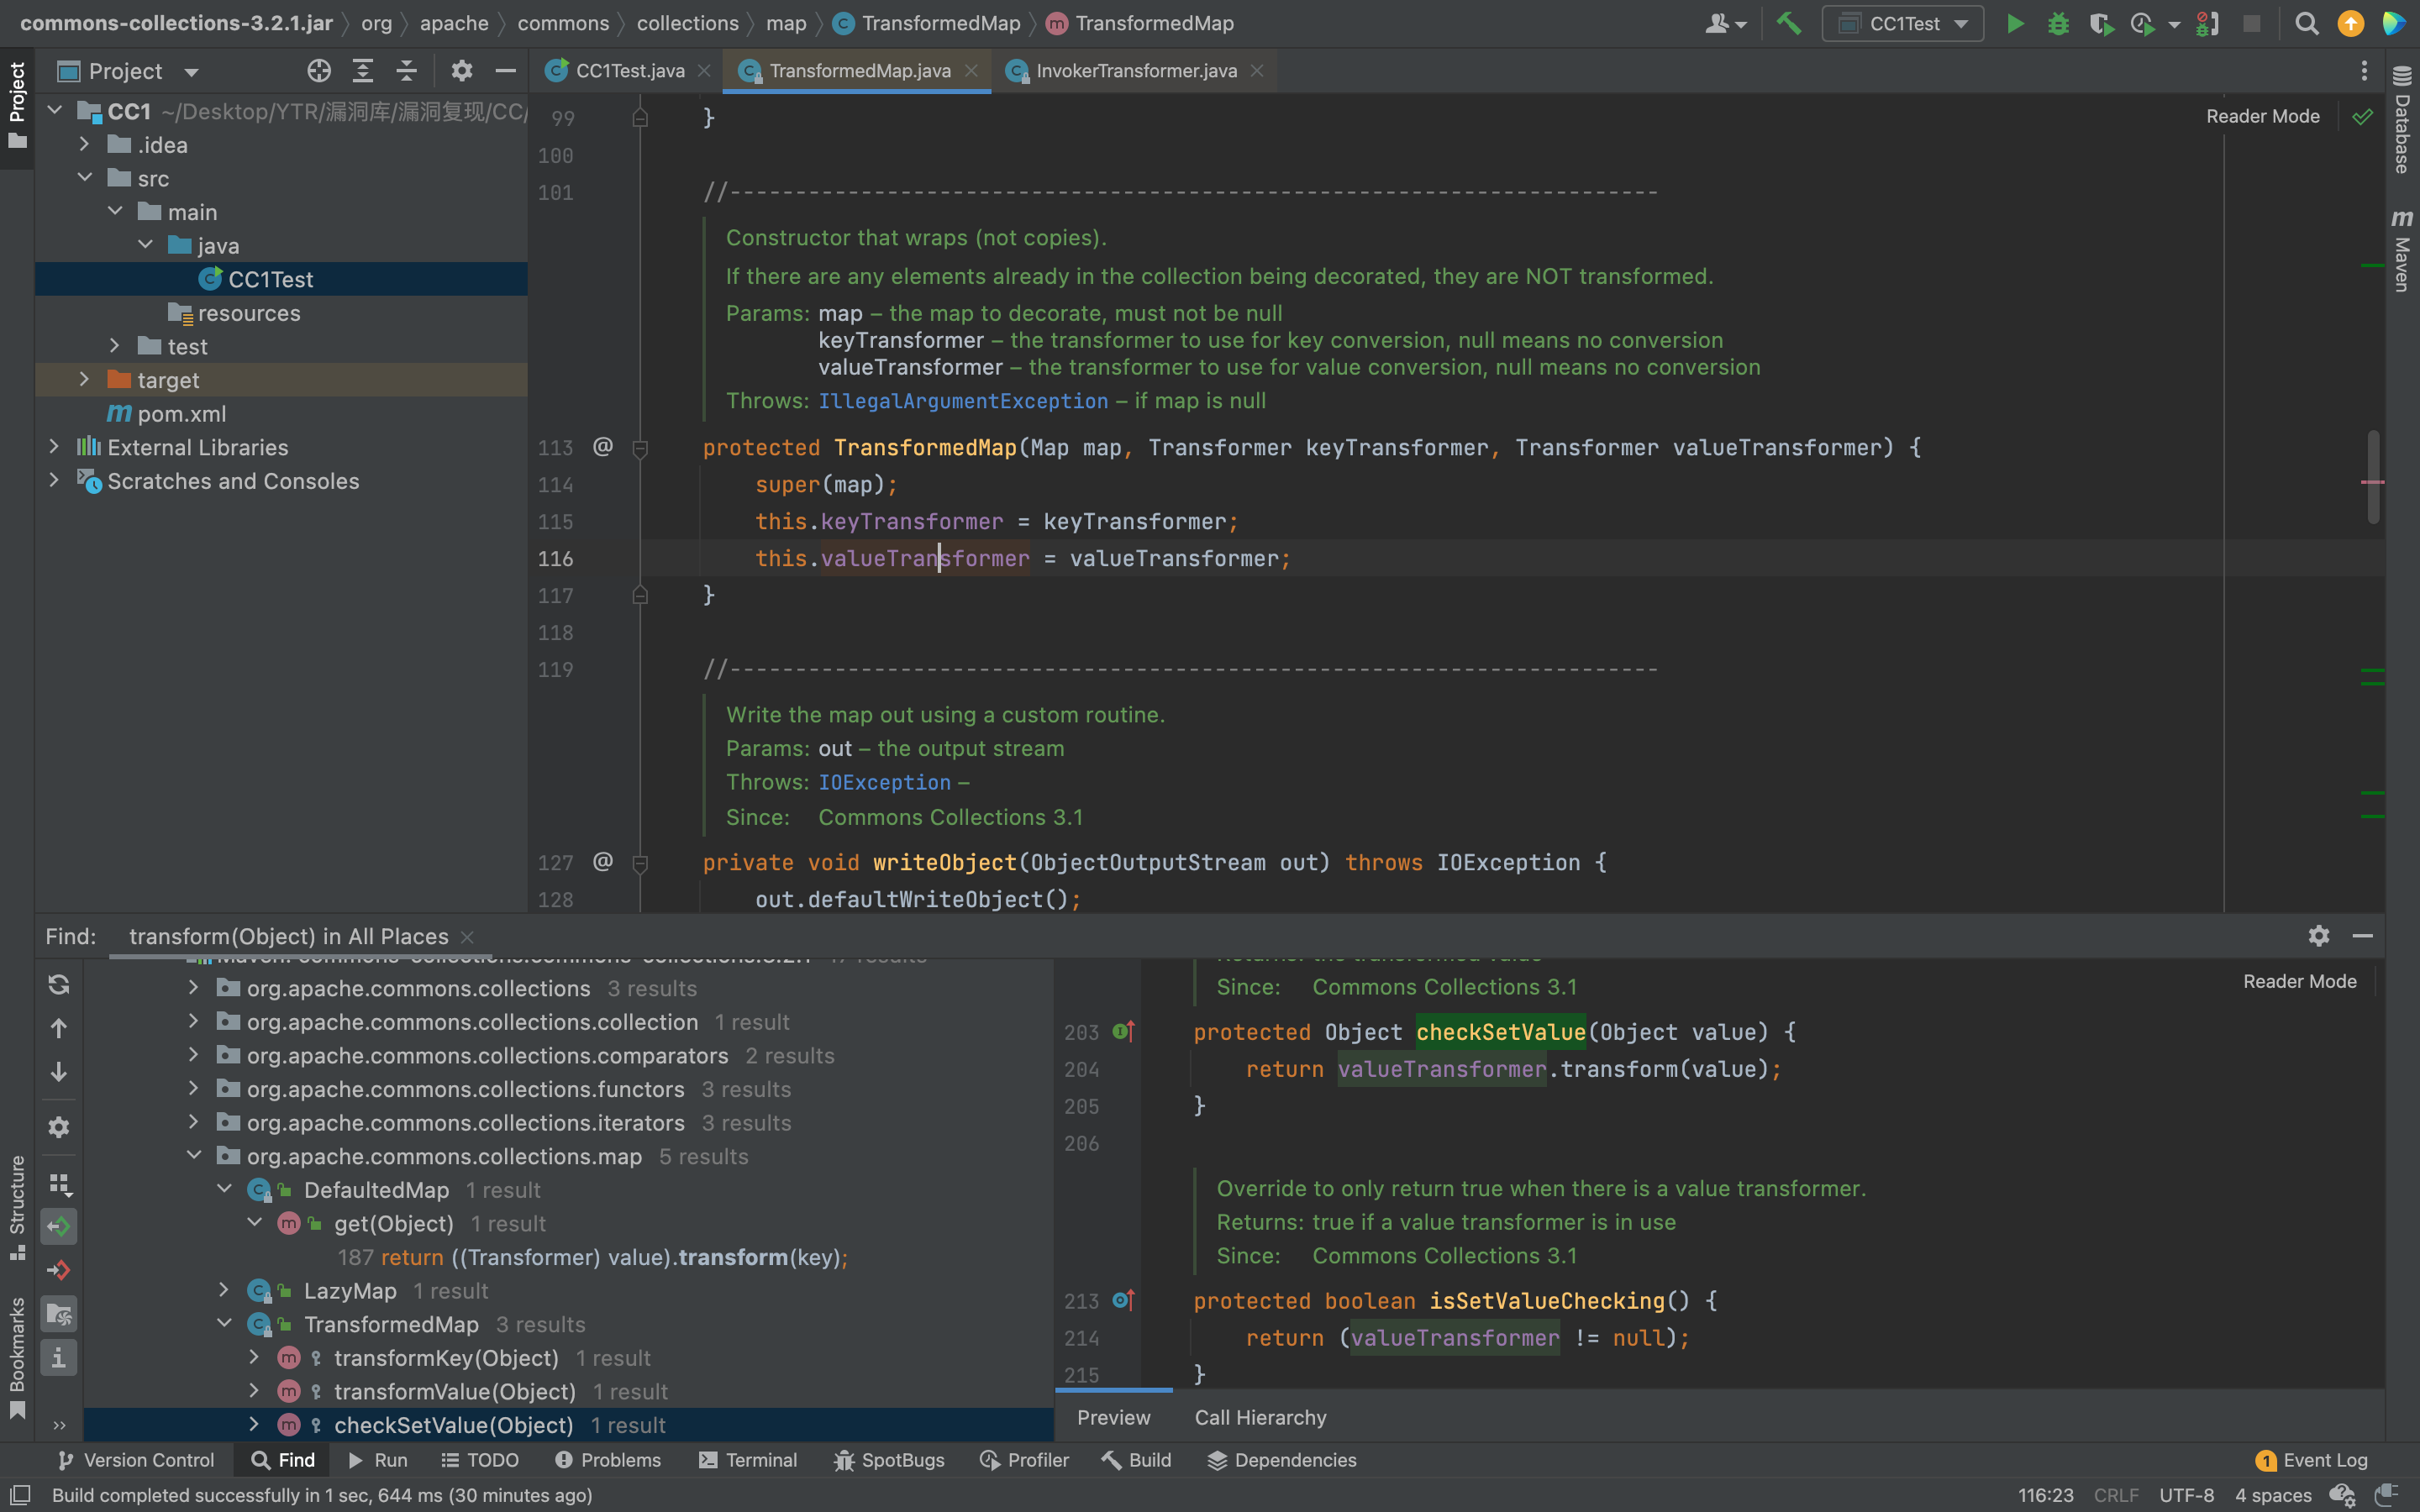 commons-collections-3.2.1.jar org apache commons collections map TransformedMap TransformedMap CC1Test
Project CC1Test.java TransformedMap.java InvokerTransformer.java
Project
CC1 ~/Desktop/YTR/漏洞库/漏洞复现/CC/
.idea
src
main
java
CC1Test
resources
test
target
pom.xml
External Libraries
Scratches and Consoles
Reader Mode
Database
Maven
99 }
100
101 //-----------------------------------------------------------------------
Constructor that wraps (not copies).
If there are any elements already in the collection being decorated, they are NOT transformed.
Params: map – the map to decorate, must not be null
keyTransformer – the transformer to use for key conversion, null means no conversion
valueTransformer – the transformer to use for value conversion, null means no conversion
Throws: IllegalArgumentException – if map is null
113 @ protected TransformedMap(Map map, Transformer keyTransformer, Transformer valueTransformer) {
114 super(map);
115 this.keyTransformer = keyTransformer;
116 this.valueTransformer = valueTransformer;
117 }
118
119 //-----------------------------------------------------------------------
Write the map out using a custom routine.
Params: out – the output stream
Throws: IOException –
Since: Commons Collections 3.1
127 @ private void writeObject(ObjectOutputStream out) throws IOException {
128 out.defaultWriteObject();
Find: transform(Object) in All Places
org.apache.commons.collections 3 results
org.apache.commons.collections.collection 1 result
org.apache.commons.collections.comparators 2 results
org.apache.commons.collections.functors 3 results
org.apache.commons.collections.iterators 3 results
org.apache.commons.collections.map 5 results
DefaultedMap 1 result
get(Object) 1 result
187 return ((Transformer) value).transform(key);
LazyMap 1 result
TransformedMap 3 results
transformKey(Object) 1 result
transformValue(Object) 1 result
checkSetValue(Object) 1 result
Structure
Bookmarks
Since: Commons Collections 3.1
Reader Mode
203 protected Object checkSetValue(Object value) {
204 return valueTransformer.transform(value);
205 }
206
Override to only return true when there is a value transformer.
Returns: true if a value transformer is in use
Since: Commons Collections 3.1
213 protected boolean isSetValueChecking() {
214 return (valueTransformer != null);
215 }
Preview Call Hierarchy
Version Control Find Run TODO Problems Terminal SpotBugs Profiler Build Dependencies 1 Event Log
Build completed successfully in 1 sec, 644 ms (30 minutes ago) 116:23 CRLF UTF-8 4 spaces